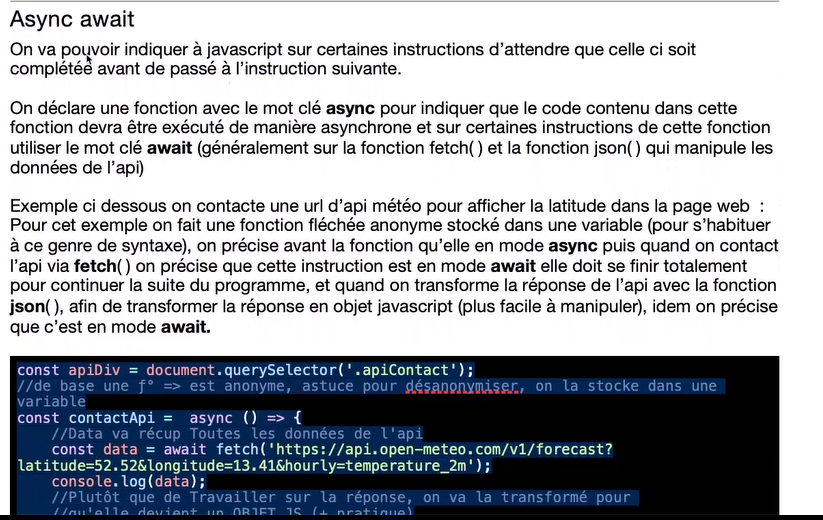 Async await
On va pouvoir indiquer à javascript sur certaines instructions d'attendre que celle ci soit
complétée avant de passé à l'instruction suivante.
On déclare une fonction avec le mot clé async pour indiquer que le code contenu dans cette
fonction devra être exécuté de manière asynchrone et sur certaines instructions de cette fonction
utiliser le mot clé await (généralement sur la fonction fetch() et la fonction json() qui manipule les
données de l'api)
Exemple ci dessous on contacte une url d'api météo pour afficher la latitude dans la page web :
Pour cet exemple on fait une fonction fléchée anonyme stocké dans une variable (pour s'habituer
à ce genre de syntaxe), on précise avant la fonction qu'elle en mode async puis quand on contact
l'api via fetch() on précise que cette instruction est en mode await elle doit se finir totalement
pour continuer la suite du programme, et quand on transforme la réponse de l'api avec la fonction
json(), afin de transformer la réponse en objet javascript (plus facile à manipuler), idem on précise
que c'est en mode await.
const apiDiv = document.querySelector('.apiContact');
//de base une ƒ° => est anonyme, astuce pour désanonymiser, on la stocke dans une
variable
const contactApi =  async () => {
//Data va récup Toutes les données de l'api
const data = await fetch('https://api.open-meteo.com/v1/forecast?
latitude=52.52&longitude=13.41&hourly=temperature_2m');
console.log(data);
//Plutôt que de Travailler sur la réponse, on va la transformé pour
//qu'elle devient un OBJET JS (+ pratique)